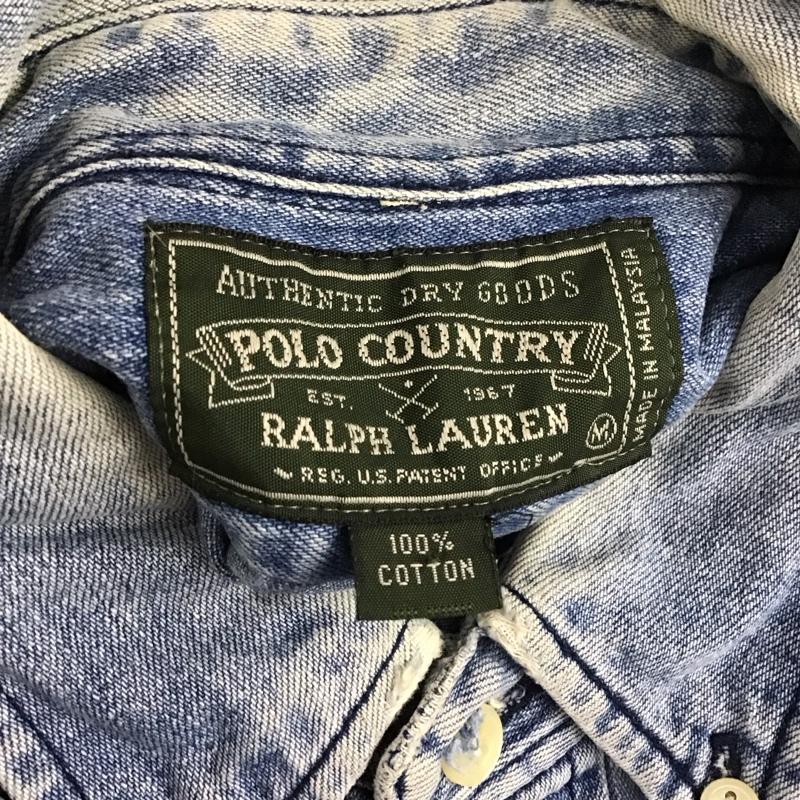 AUTHENTIC DRY GOODS
POLO COUNTRY
EST. 1967
RALPH LAUREN
M
REG. U.S. PATENT OFFICE
MADE IN MALAYSIA
100%
COTTON